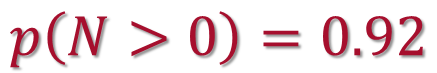 p(N > 0) = 0.92